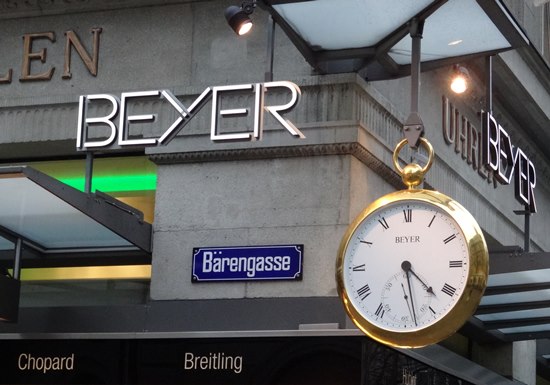 LEN
BEYER
UHREN
BEYER
BEYER
Bärengasse
Chopard
Breitling